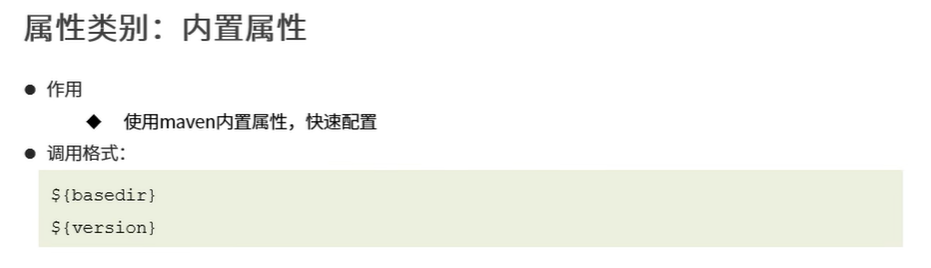 属性类别：内置属性
● 作用
◆ 使用maven内置属性，快速配置
● 调用格式：
${basedir}
${version}